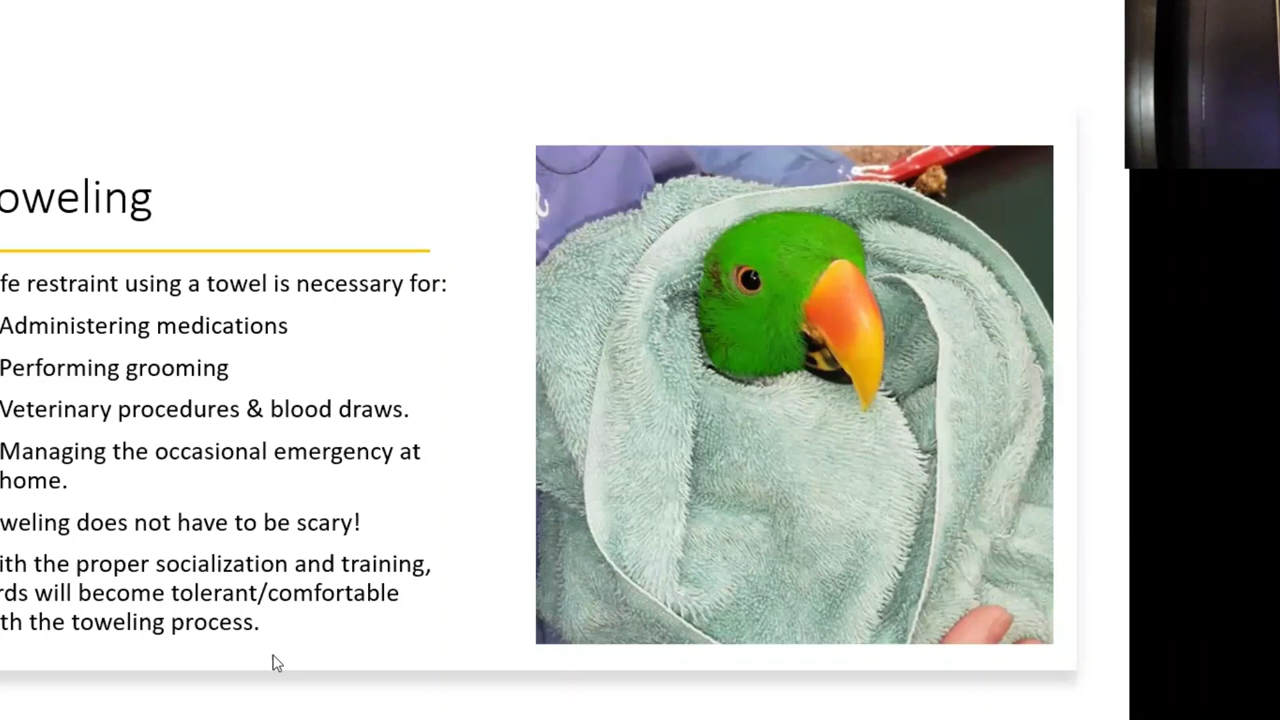 oweling
fe restraint using a towel is necessary for:
Administering medications
Performing grooming
Veterinary procedures & blood draws.
Managing the occasional emergency at
home.
weling does not have to be scary!
ith the proper socialization and training,
rds will become tolerant/comfortable
th the toweling process.